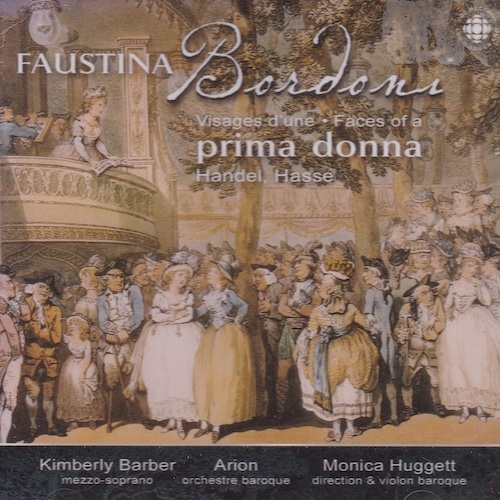 FAUSTINA Bordoni
Visages d'une • Faces of a
prima donna
Handel, Hasse
Kimberly Barber Arion Monica Huggett
mezzo-soprano orchestre baroque direction & violon baroque